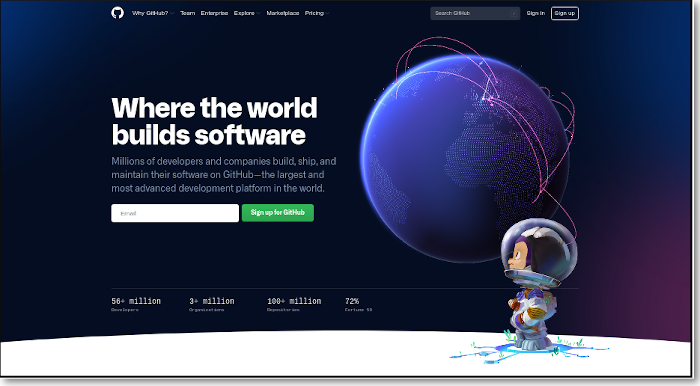 Why GitHub? Team Enterprise Explore Marketplace Pricing Search GitHub / Sign in Sign up
Where the world
builds software
Millions of developers and companies build, ship, and
maintain their software on GitHub—the largest and
most advanced development platform in the world.
Email Sign up for GitHub
56+ million 3+ million 100+ million 72%
Developers Organizations Repositories Fortune 50